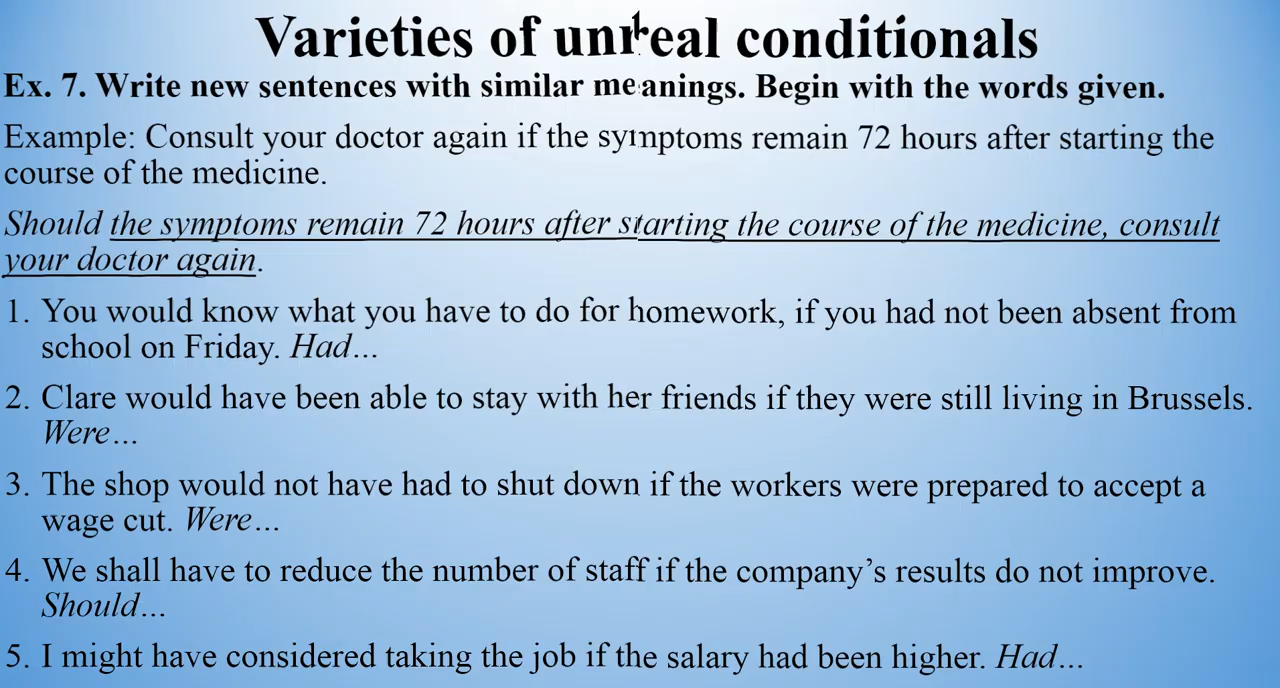 Varieties of unreal conditionals
Ex. 7. Write new sentences with similar meanings. Begin with the words given.
Example: Consult your doctor again if the symptoms remain 72 hours after starting the
course of the medicine.
Should the symptoms remain 72 hours after starting the course of the medicine, consult
your doctor again.
1. You would know what you have to do for homework, if you had not been absent from
school on Friday. Had…
2. Clare would have been able to stay with her friends if they were still living in Brussels.
Were…
3. The shop would not have had to shut down if the workers were prepared to accept a
wage cut. Were…
4. We shall have to reduce the number of staff if the company’s results do not improve.
Should…
5. I might have considered taking the job if the salary had been higher. Had…